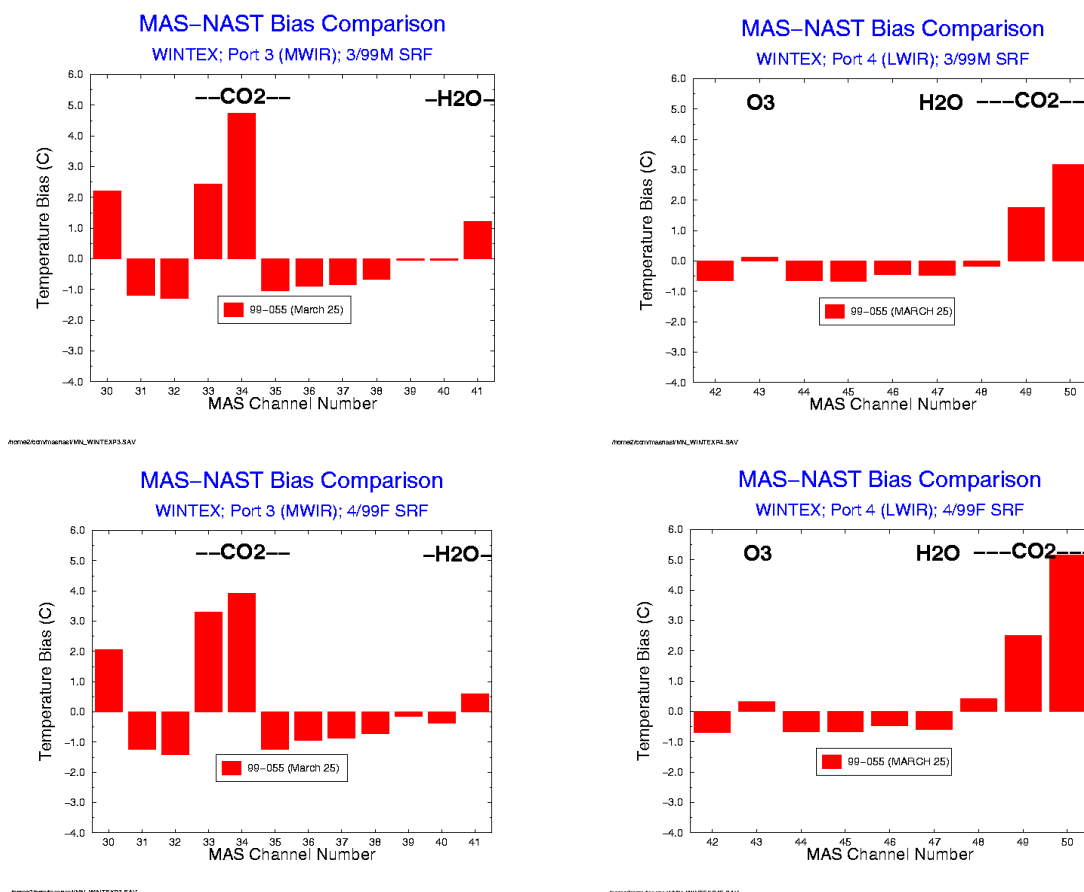 MAS–NAST Bias Comparison
WINTEX; Port 3 (MWIR); 3/99M SRF
Temperature Bias (C)
6.0
5.0
4.0
3.0
2.0
1.0
0.0
–1.0
–2.0
–3.0
–4.0
––CO2––
–H2O–
99–055 (March 25)
30 31 32 33 34 35 36 37 38 39 40 41
MAS Channel Number
/home2/ccm/masnast/MN_WINTEXP3.SAV
MAS–NAST Bias Comparison
WINTEX; Port 4 (LWIR); 3/99M SRF
Temperature Bias (C)
6.0
5.0
4.0
3.0
2.0
1.0
0.0
–1.0
–2.0
–3.0
–4.0
O3 H2O –––CO2–––
99–055 (MARCH 25)
42 43 44 45 46 47 48 49 50
MAS Channel Number
/home2/ccm/masnast/MN_WINTEXP4.SAV
MAS–NAST Bias Comparison
WINTEX; Port 3 (MWIR); 4/99F SRF
Temperature Bias (C)
6.0
5.0
4.0
3.0
2.0
1.0
0.0
–1.0
–2.0
–3.0
–4.0
––CO2––
–H2O–
99–055 (March 25)
30 31 32 33 34 35 36 37 38 39 40 41
MAS Channel Number
MAS–NAST Bias Comparison
WINTEX; Port 4 (LWIR); 4/99F SRF
Temperature Bias (C)
6.0
5.0
4.0
3.0
2.0
1.0
0.0
–1.0
–2.0
–3.0
–4.0
O3 H2O –––CO2–––
99–055 (MARCH 25)
42 43 44 45 46 47 48 49 50
MAS Channel Number